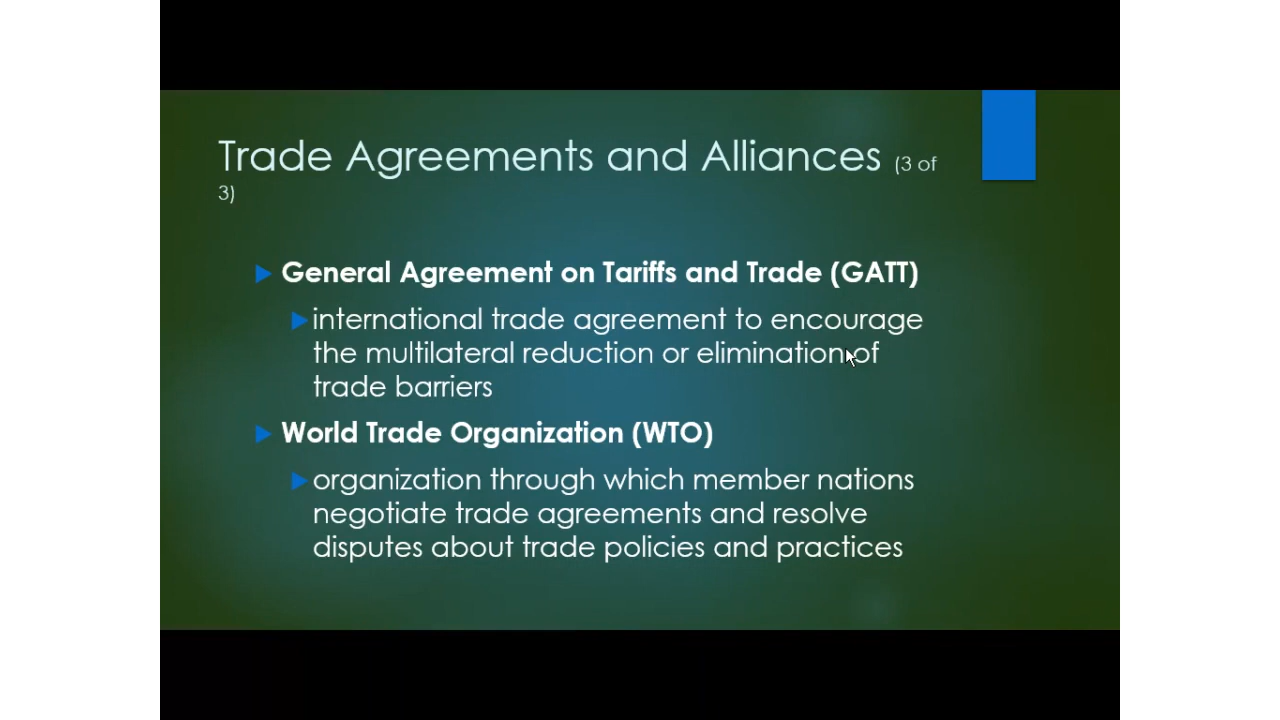 Trade Agreements and Alliances (3 of
3)
General Agreement on Tariffs and Trade (GATT)
international trade agreement to encourage
the multilateral reduction or elimination of
trade barriers
World Trade Organization (WTO)
organization through which member nations
negotiate trade agreements and resolve
disputes about trade policies and practices